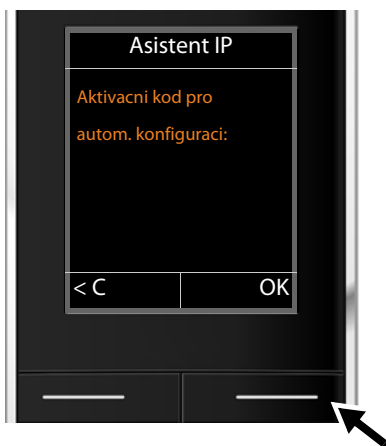 Asistent IP
Aktivacni kod pro
autom. konfiguraci:
< C OK